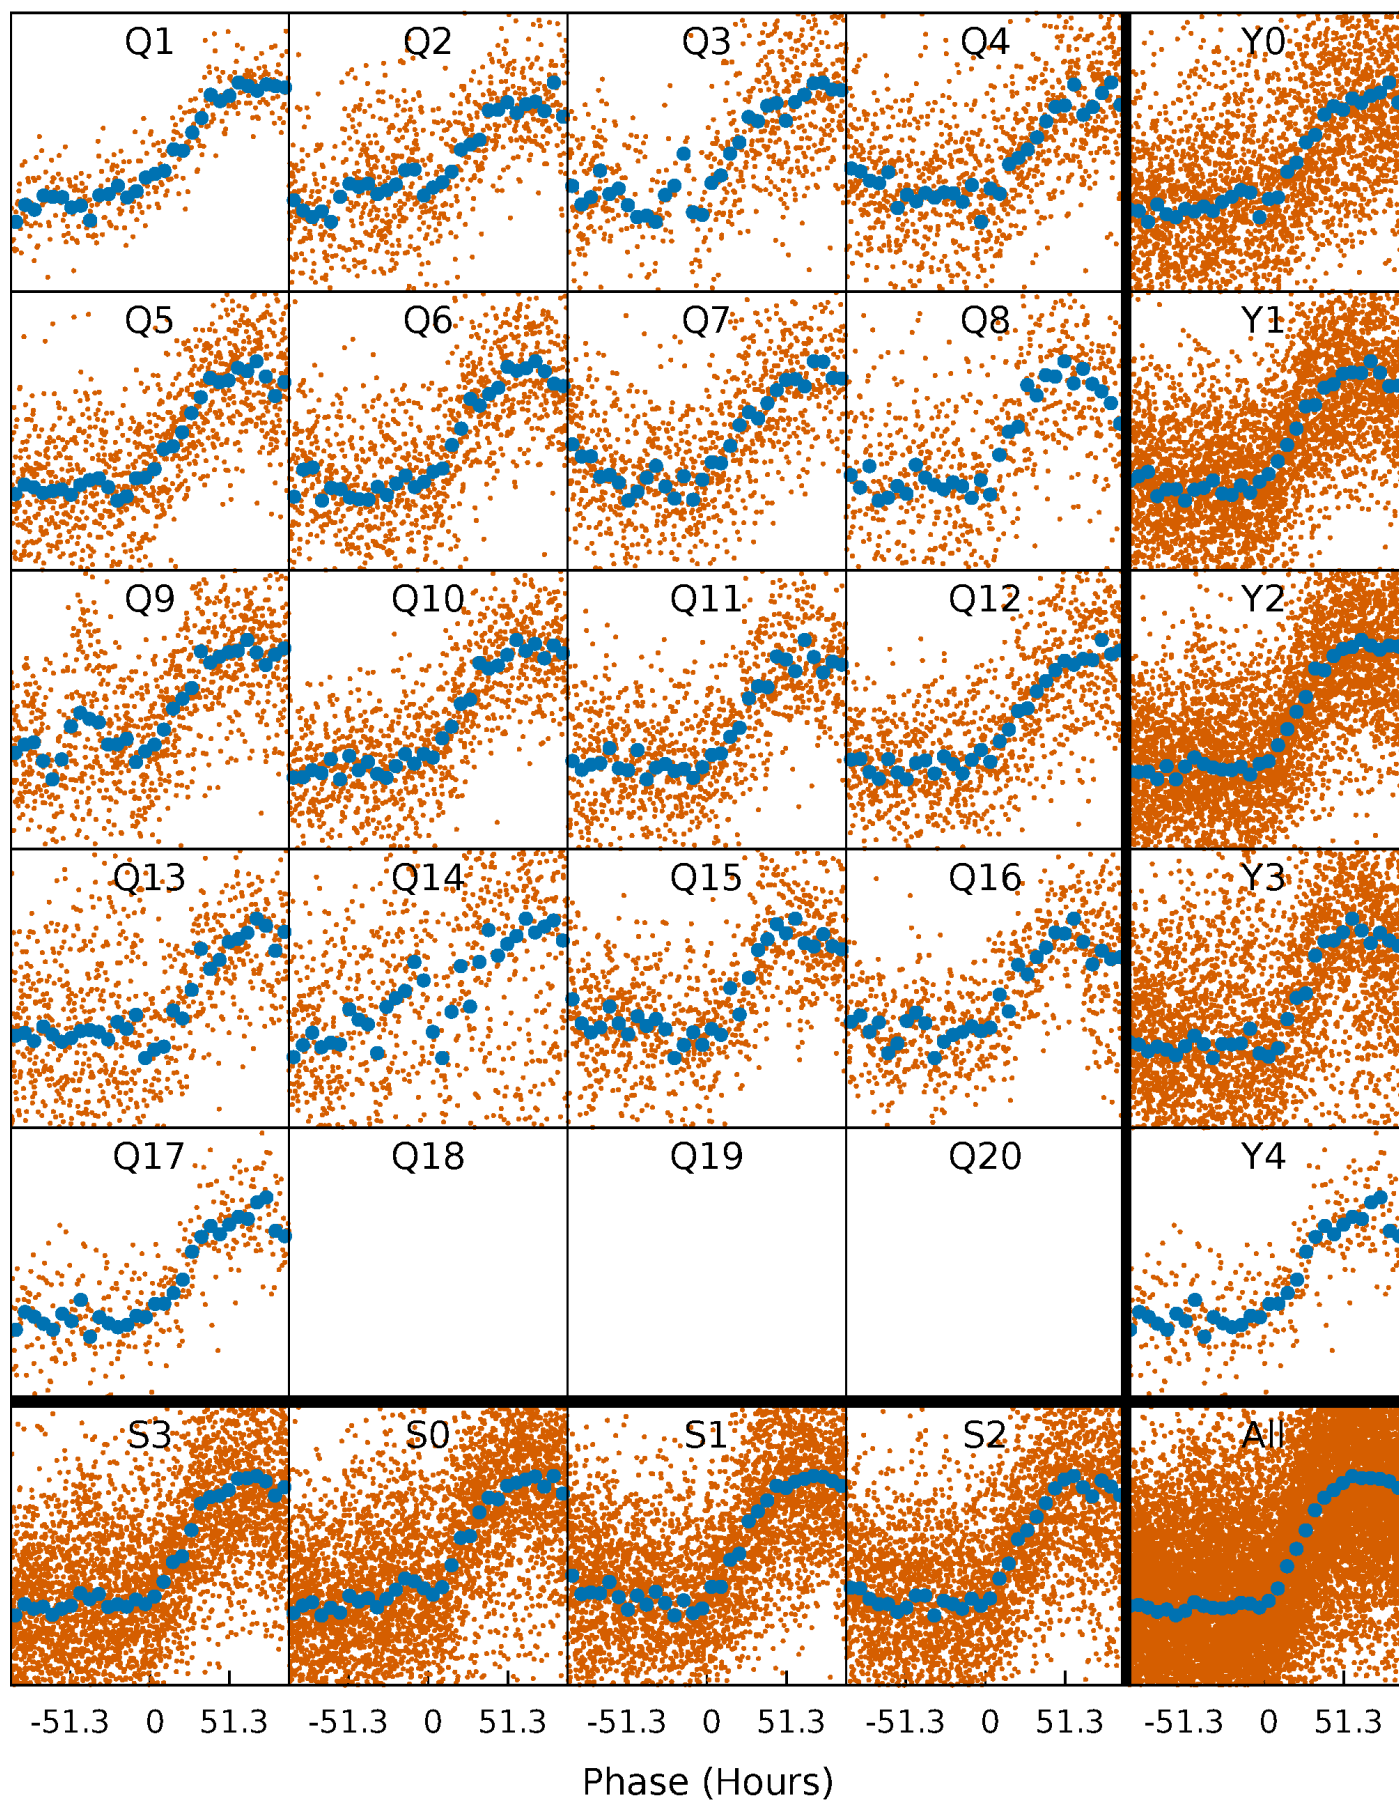 Q1 Q2 Q3 Q4 Y0
Q5 Q6 Q7 Q8 Y1
Q9 Q10 Q11 Q12 Y2
Q13 Q14 Q15 Q16 Y3
Q17 Q18 Q19 Q20 Y4
S3 S0 S1 S2 All
-51.3 0 51.3 -51.3 0 51.3 -51.3 0 51.3 -51.3 0 51.3 -51.3 0 51.3
Phase (Hours)